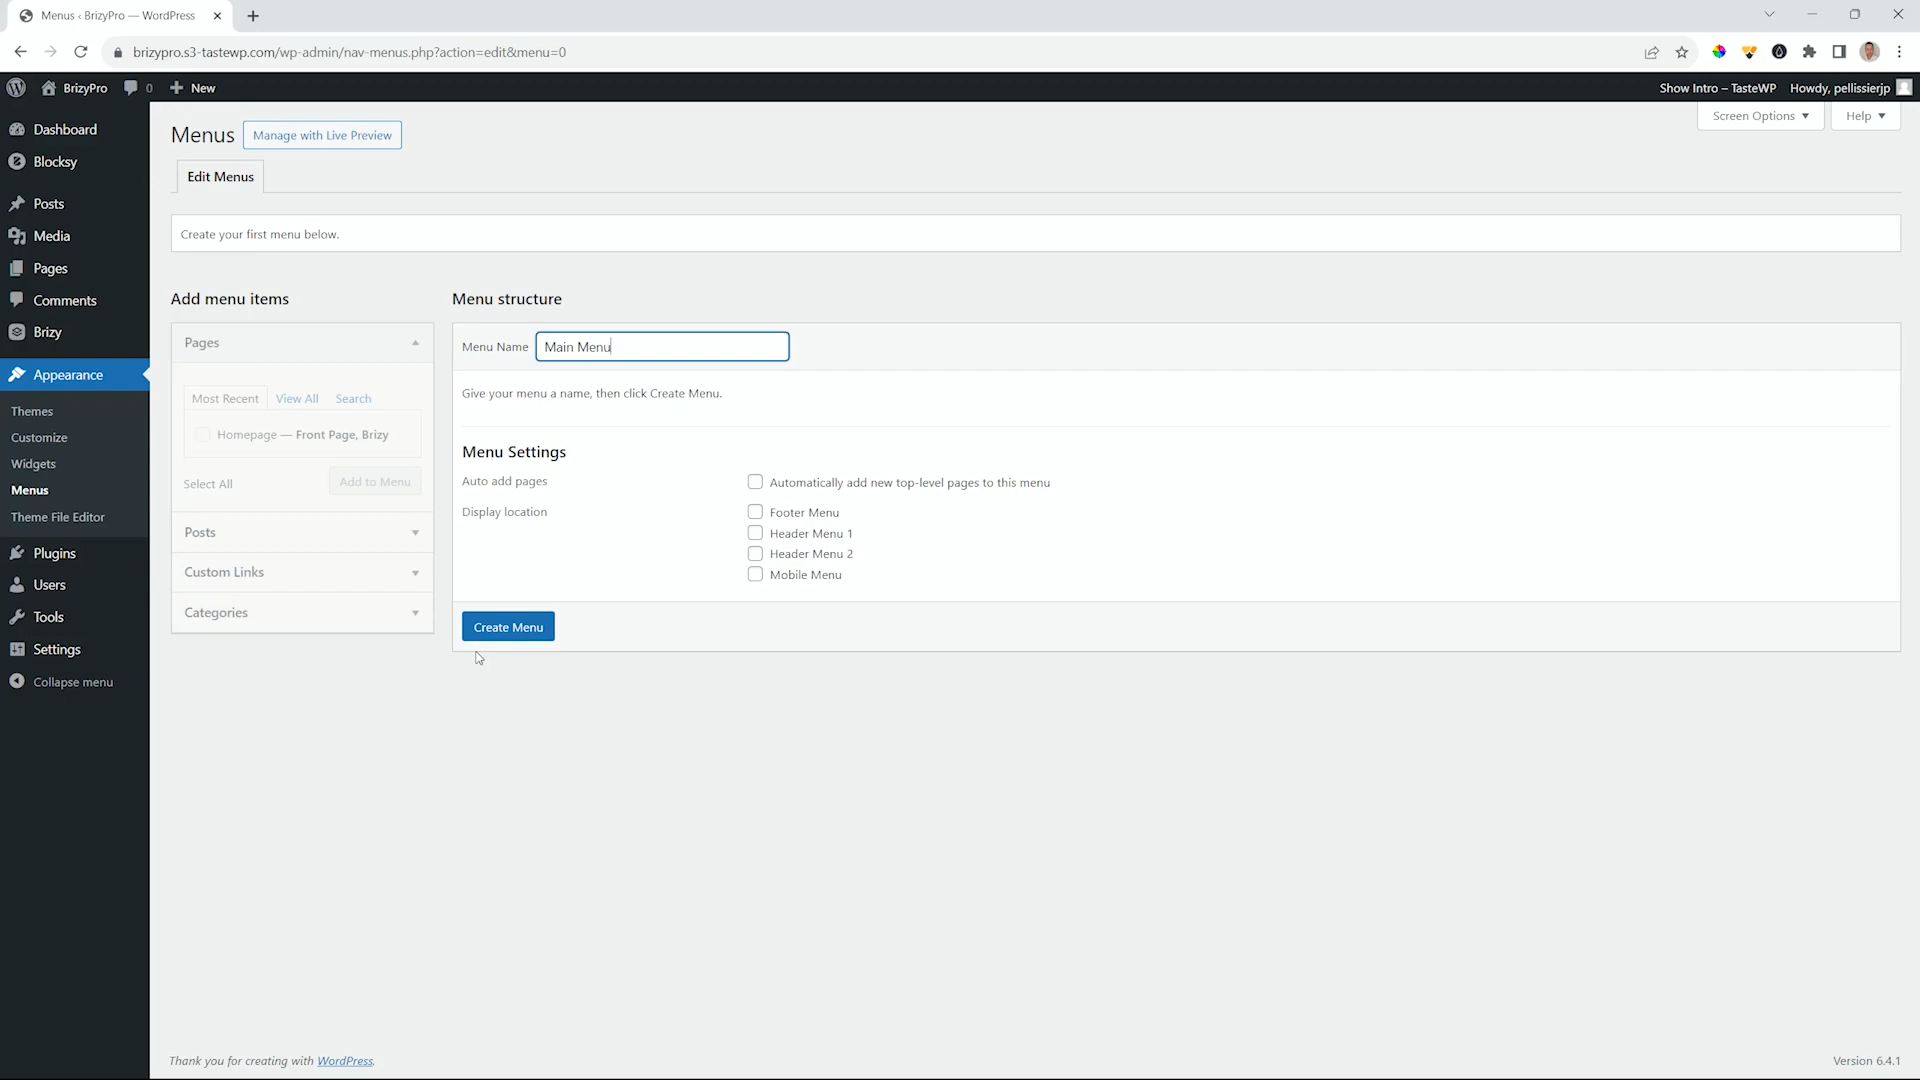 Menus ‹ BrizyPro — WordPress
brizypro.s3-tastewp.com/wp-admin/nav-menus.php?action=edit&menu=0
BrizyPro 0 New Show Intro – TasteWP Howdy, pellissierjp
Screen Options ▼ Help ▼
Dashboard
Blocksy
Posts
Media
Pages
Comments
Brizy
Appearance
Themes
Customize
Widgets
Menus
Theme File Editor
Plugins
Users
Tools
Settings
Collapse menu
Menus Manage with Live Preview
Edit Menus
Create your first menu below.
Add menu items
Pages
Most Recent View All Search
Homepage — Front Page, Brizy
Select All Add to Menu
Posts
Custom Links
Categories
Menu structure
Menu Name Main Menu
Give your menu a name, then click Create Menu.
Menu Settings
Auto add pages Automatically add new top-level pages to this menu
Display location Footer Menu
Header Menu 1
Header Menu 2
Mobile Menu
Create Menu
Thank you for creating with WordPress. Version 6.4.1